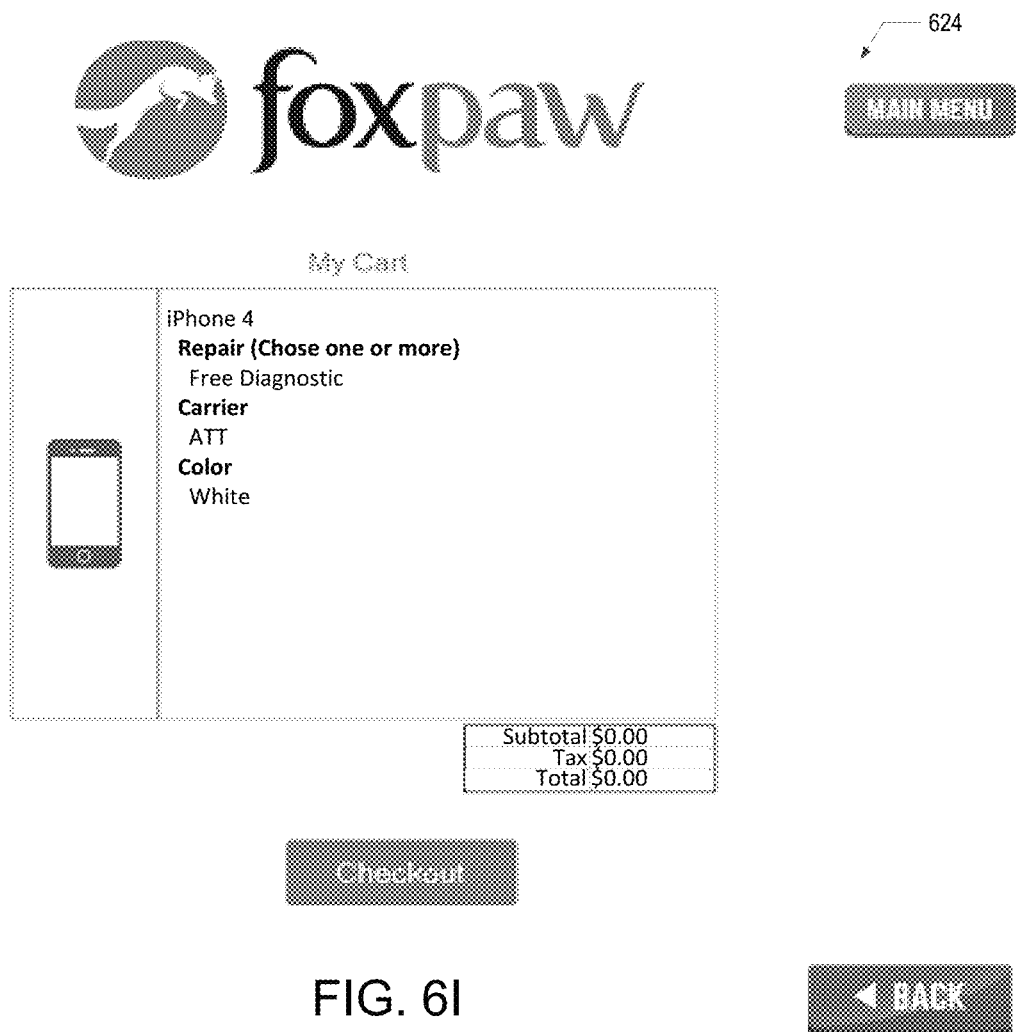 624
foxpaw
MAIN MENU
My Cart
iPhone 4
Repair (Chose one or more)
Free Diagnostic
Carrier
ATT
Color
White
Subtotal $0.00
Tax $0.00
Total $0.00
Checkout
FIG. 6I
BACK